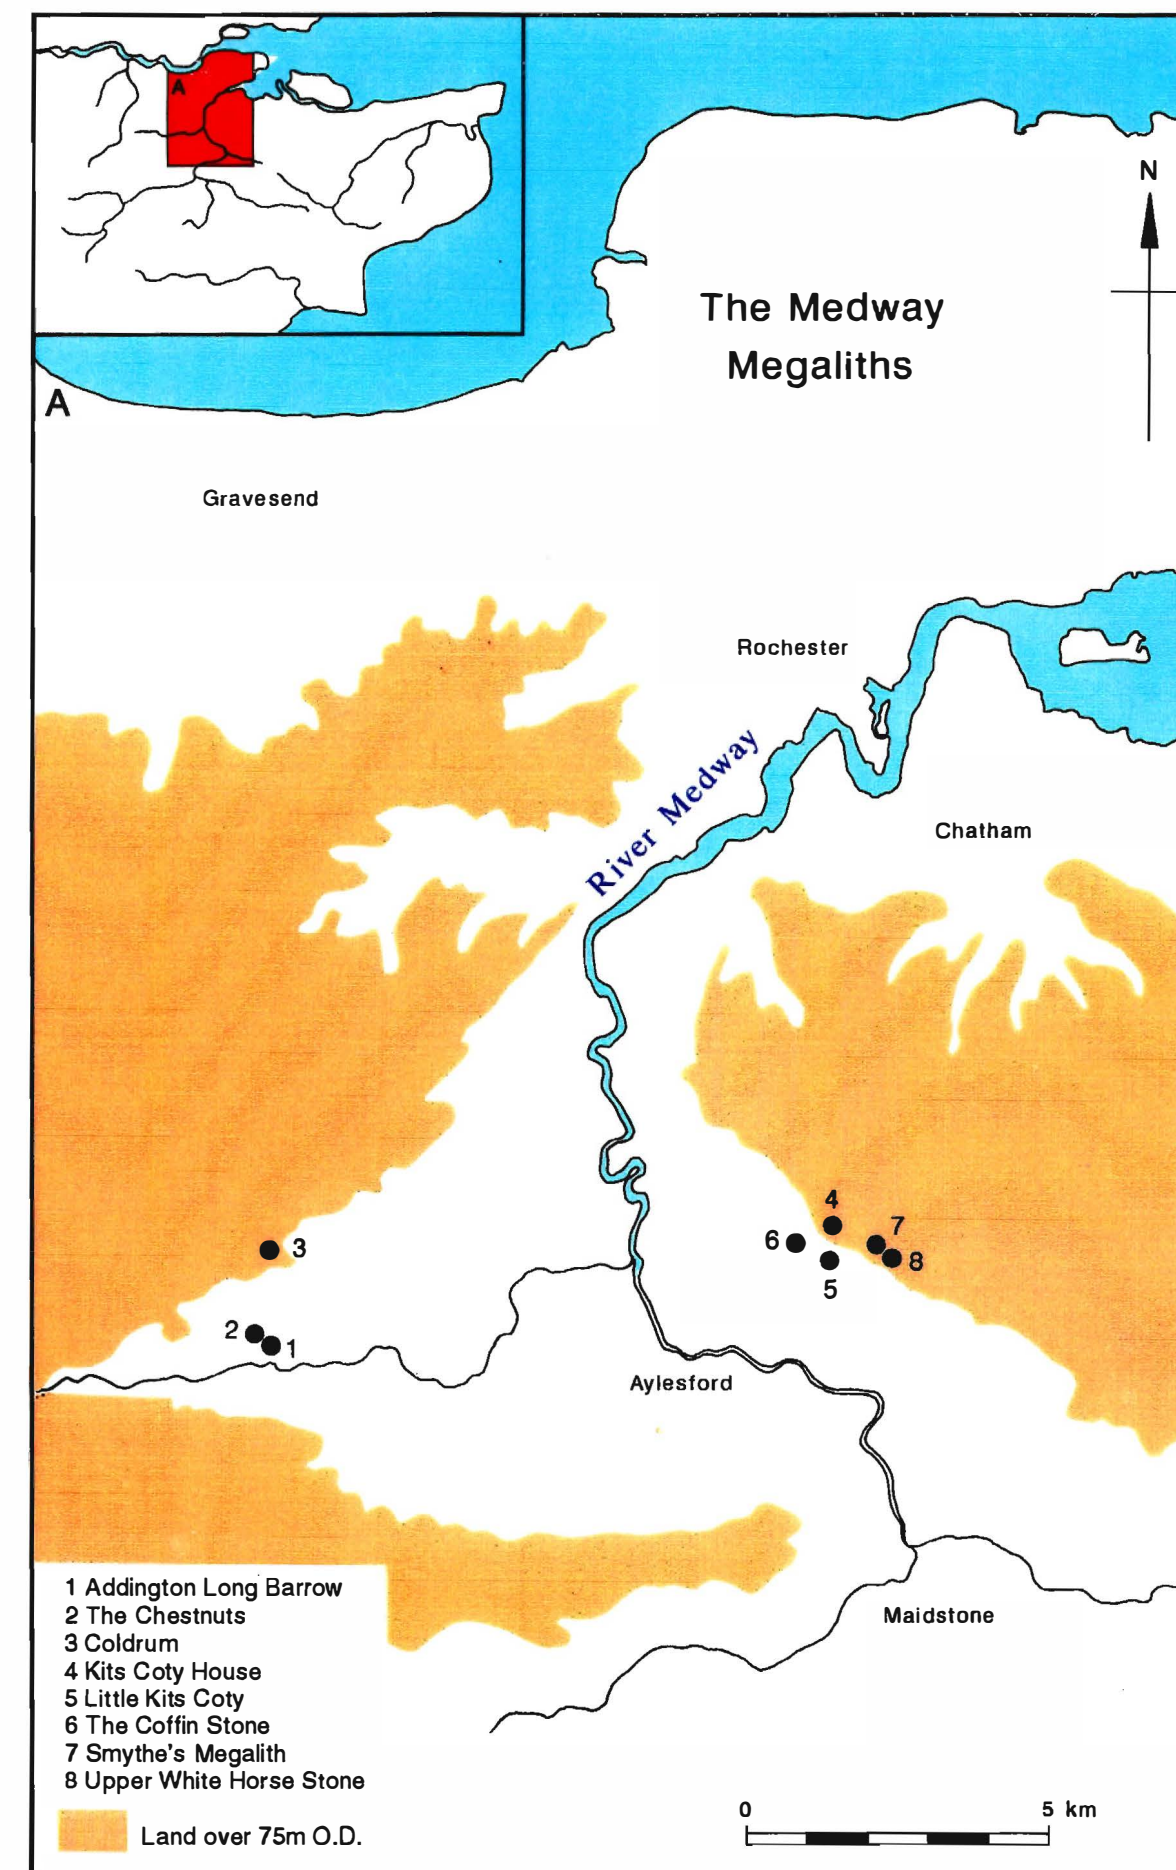 A
N
The Medway
Megaliths
A
Gravesend
Rochester
River Medway
Chatham
4
7
6
8
5
3
2
1
Aylesford
Maidstone
1 Addington Long Barrow
2 The Chestnuts
3 Coldrum
4 Kits Coty House
5 Little Kits Coty
6 The Coffin Stone
7 Smythe's Megalith
8 Upper White Horse Stone
Land over 75m O.D.
0 5 km